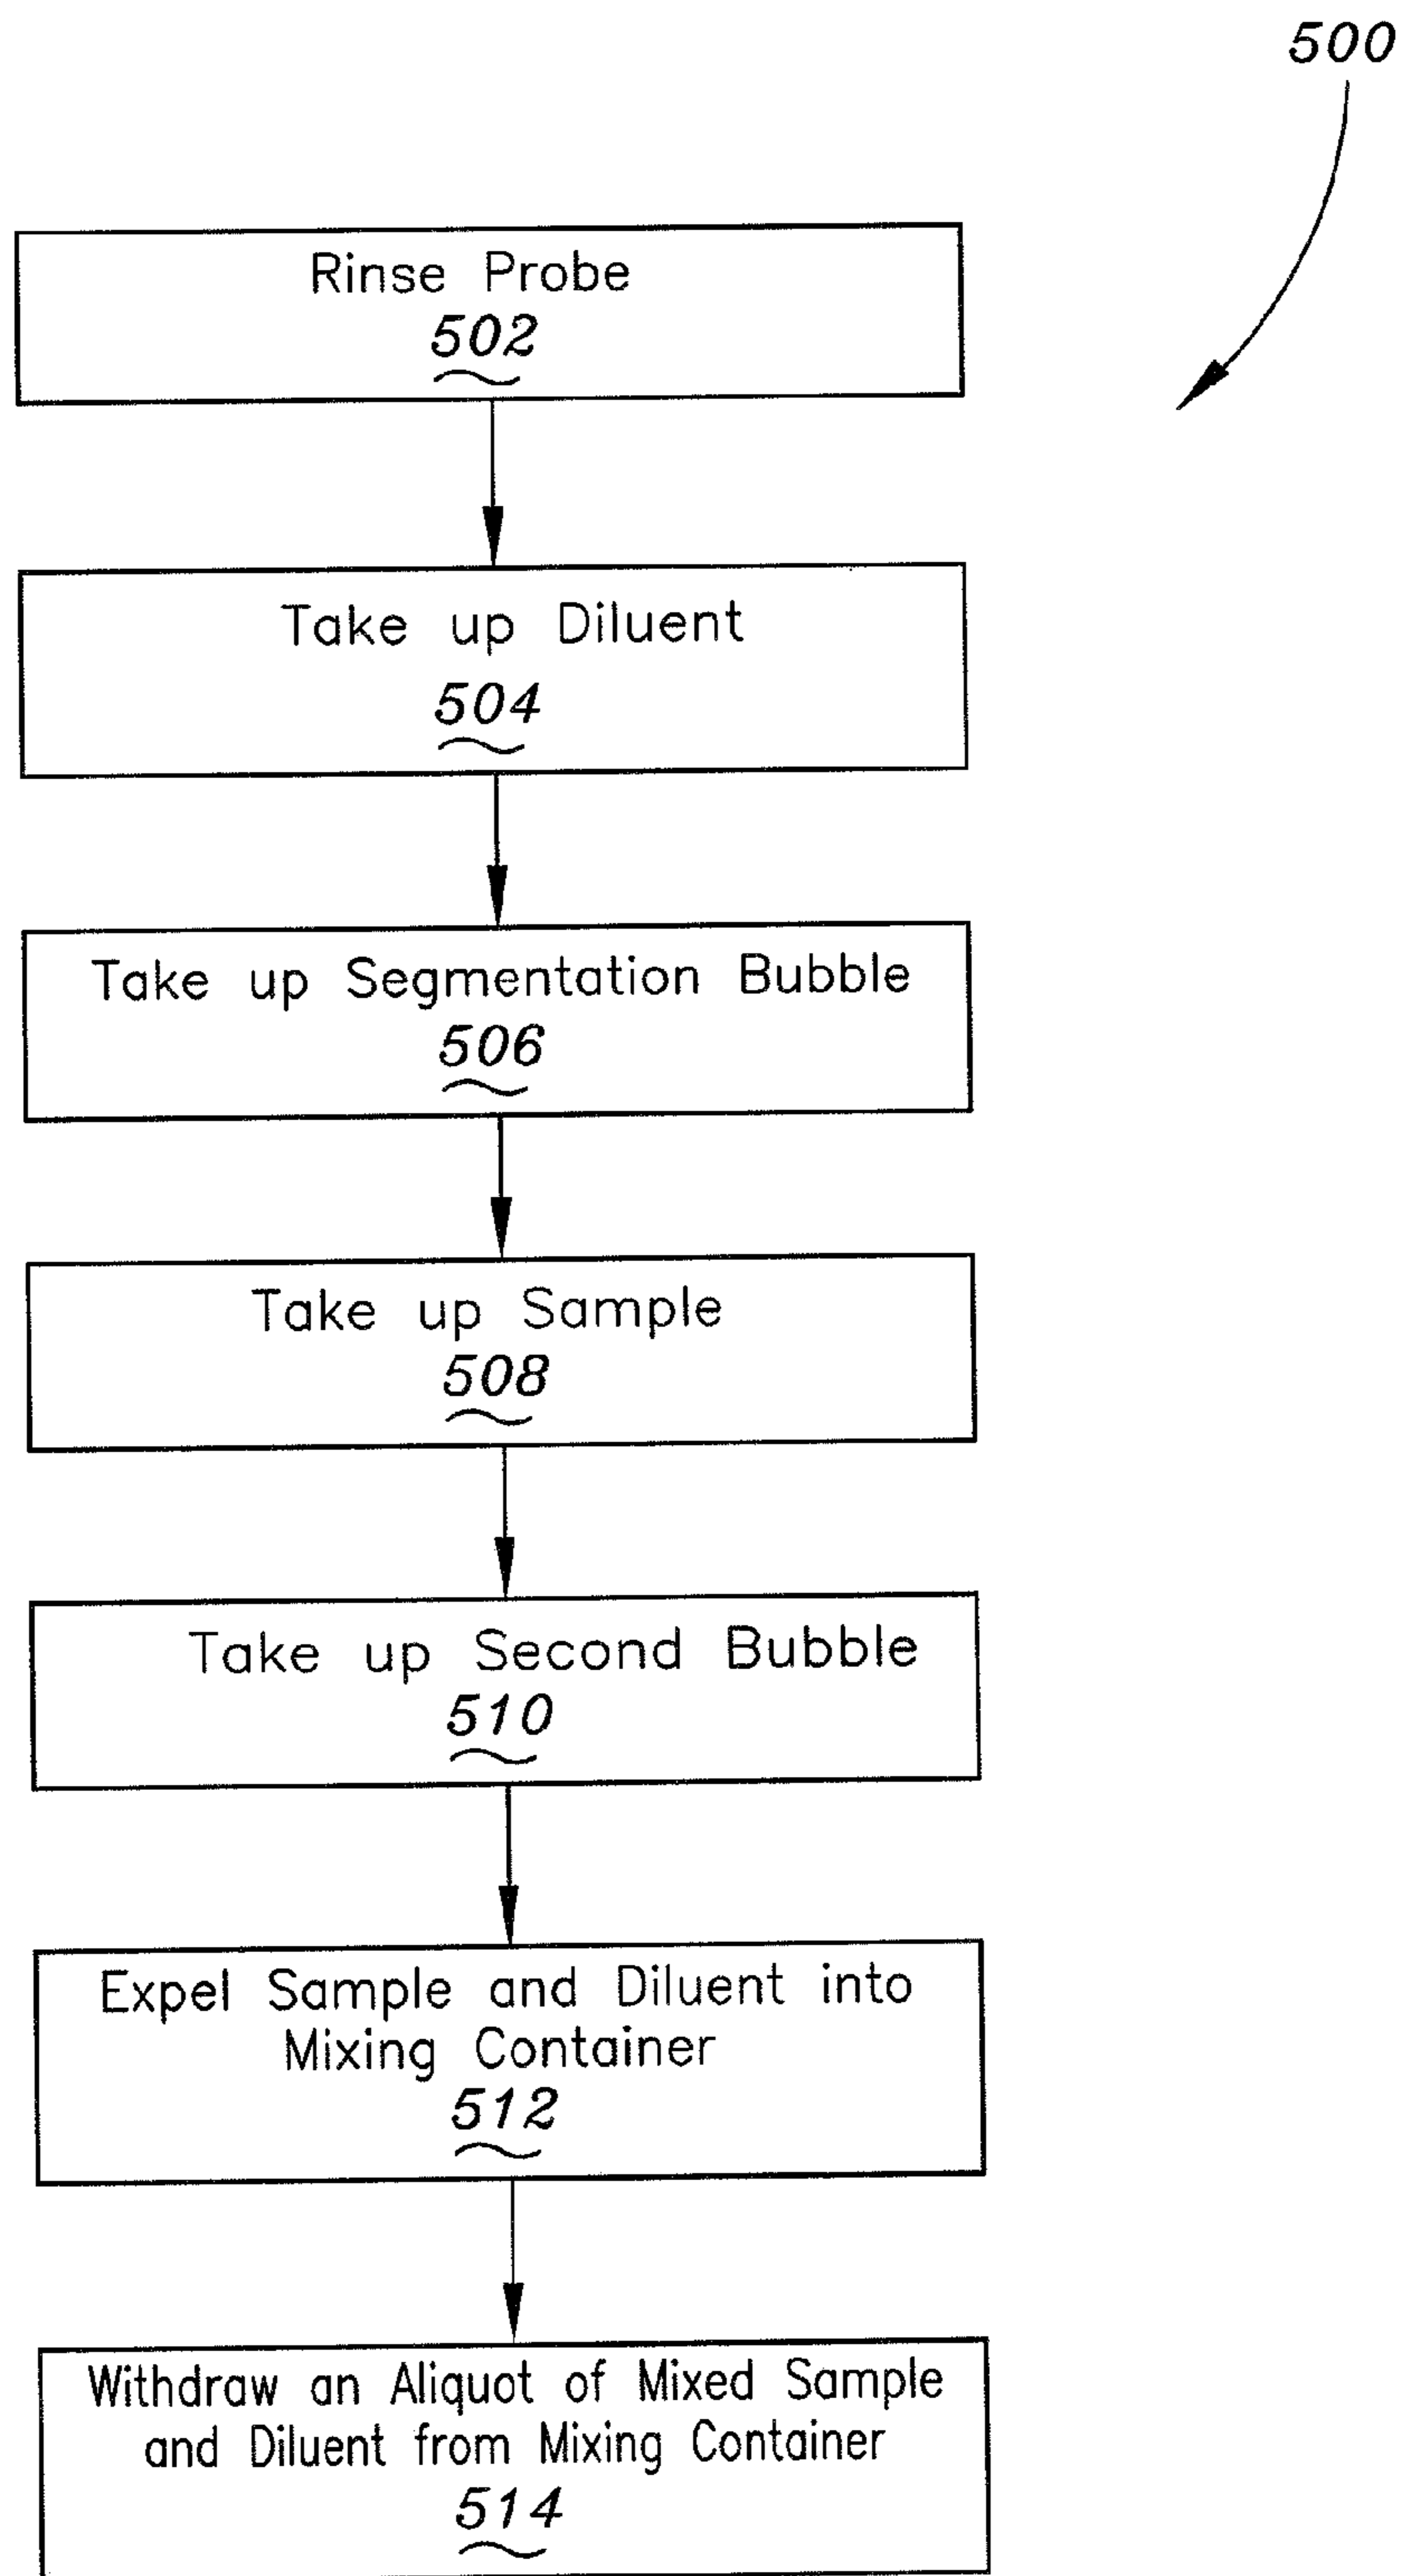 500
Rinse Probe
502
Take up Diluent
504
Take up Segmentation Bubble
506
Take up Sample
508
Take up Second Bubble
510
Expel Sample and Diluent into
Mixing Container
512
Withdraw an Aliquot of Mixed Sample
and Diluent from Mixing Container
514